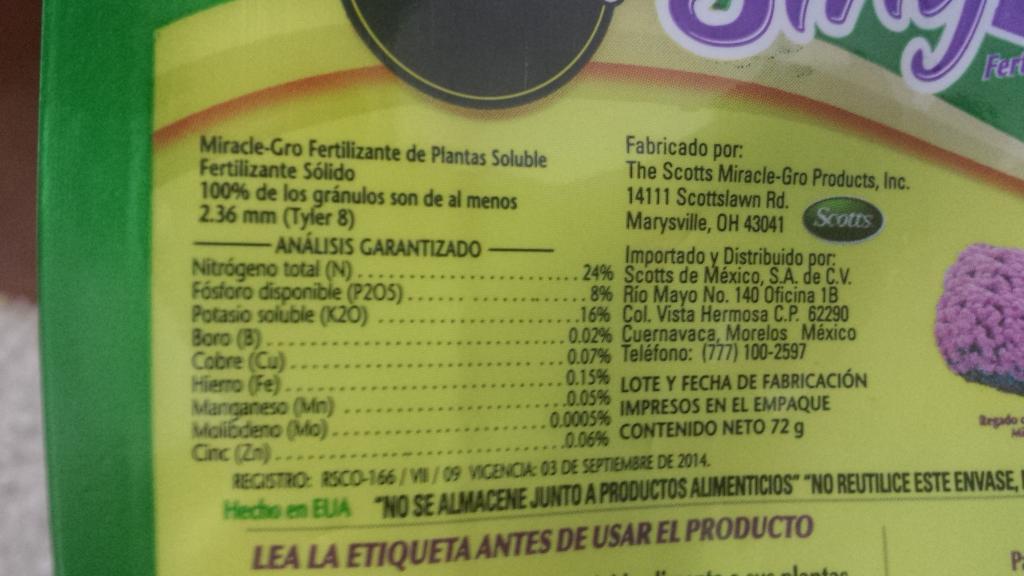 Miracle-Gro Fertilizante de Plantas Soluble
Fertilizante Sólido
100% de los gránulos son de al menos
2.36 mm (Tyler 8)
ANÁLISIS GARANTIZADO
Nitrógeno total (N) 24%
Fósforo disponible (P2O5) 8%
Potasio soluble (K2O) .16%
Boro (B) 0.02%
Cobre (Cu) 0.07%
Hierro (Fe) 0.15%
Manganeso (Mn) 0.05%
Molibdeno (Mo) 0.0005%
Cinc (Zn) 0.06%
Fabricado por:
The Scotts Miracle-Gro Products, Inc.
14111 Scottslawn Rd.
Marysville, OH 43041
Scotts
Importado y Distribuido por:
Scotts de México, S.A. de C.V.
Río Mayo No. 140 Oficina 1B
Col. Vista Hermosa C.P. 62290
Cuernavaca, Morelos México
Teléfono: (777) 100-2597
LOTE Y FECHA DE FABRICACIÓN
IMPRESOS EN EL EMPAQUE
CONTENIDO NETO 72 g
REGISTRO: RSCO-166 / VII / 09 VIGENCIA: 03 DE SEPTIEMBRE DE 2014.
Hecho en EUA "NO SE ALMACENE JUNTO A PRODUCTOS ALIMENTICIOS" "NO REUTILICE ESTE ENVASE,
LEA LA ETIQUETA ANTES DE USAR EL PRODUCTO